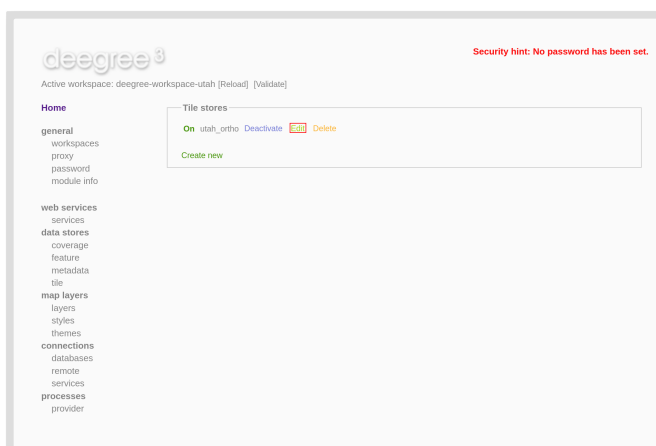 deegree 3
Security hint: No password has been set.
Active workspace: deegree-workspace-utah [Reload] [Validate]
Home
general
workspaces
proxy
password
module info
web services
services
data stores
coverage
feature
metadata
tile
map layers
layers
styles
themes
connections
databases
remote
services
processes
provider
Tile stores
On utah_ortho Deactivate Edit Delete
Create new